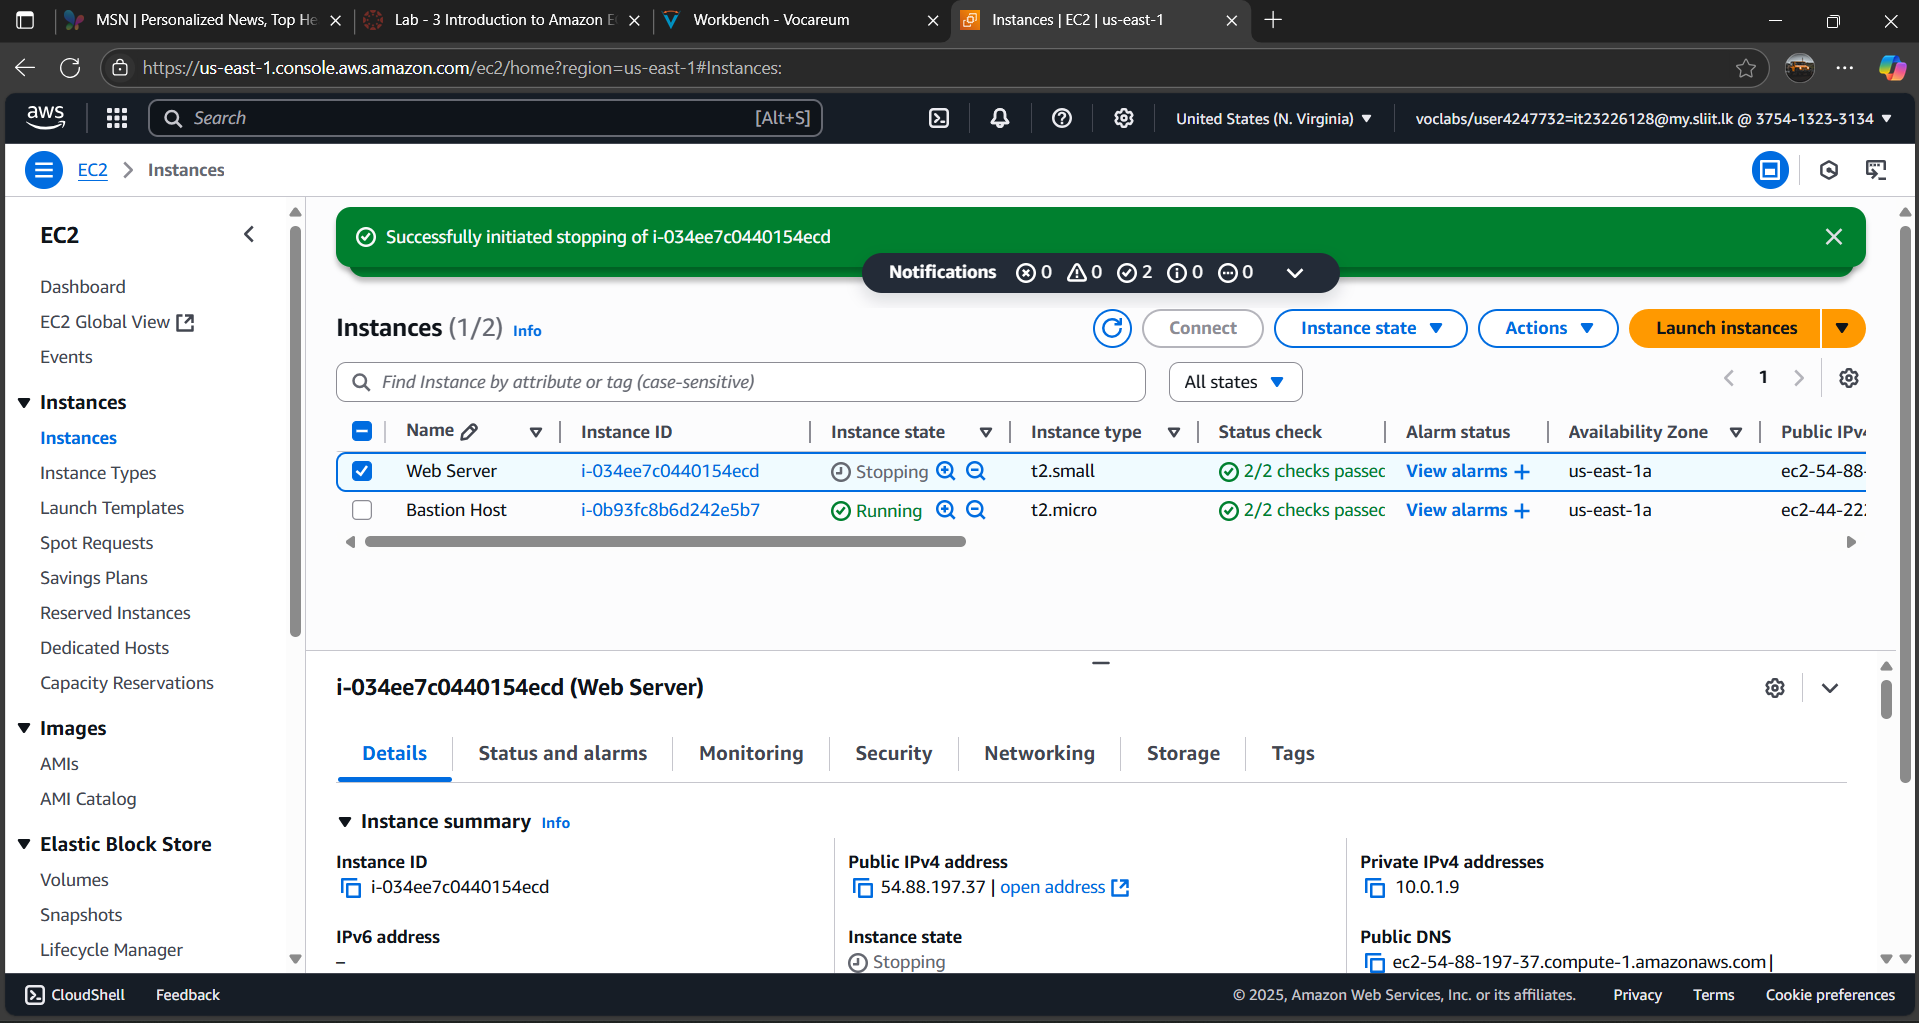 MSN | Personalized News, Top He
Lab - 3 Introduction to Amazon E
Workbench - Vocareum
Instances | EC2 | us-east-1
https://us-east-1.console.aws.amazon.com/ec2/home?region=us-east-1#Instances:
aws
Search
[Alt+S]
United States (N. Virginia)
voclabs/user4247732=it23226128@my.sliit.lk @ 3754-1323-3134
EC2
Instances
EC2
Dashboard
EC2 Global View
Events
Instances
Instances
Instance Types
Launch Templates
Spot Requests
Savings Plans
Reserved Instances
Dedicated Hosts
Capacity Reservations
Images
AMIs
AMI Catalog
Elastic Block Store
Volumes
Snapshots
Lifecycle Manager
Successfully initiated stopping of i-034ee7c0440154ecd
Notifications 0 0 2 0 0
Instances (1/2) Info
Connect
Instance state
Actions
Launch instances
Find Instance by attribute or tag (case-sensitive)
All states
1
Name Instance ID Instance state Instance type Status check Alarm status Availability Zone Public IPv4
Web Server i-034ee7c0440154ecd Stopping t2.small 2/2 checks passed View alarms + us-east-1a ec2-54-88-
Bastion Host i-0b93fc8b6d242e5b7 Running t2.micro 2/2 checks passed View alarms + us-east-1a ec2-44-222
i-034ee7c0440154ecd (Web Server)
Details
Status and alarms
Monitoring
Security
Networking
Storage
Tags
Instance summary Info
Instance ID
i-034ee7c0440154ecd
Public IPv4 address
54.88.197.37 | open address
Private IPv4 addresses
10.0.1.9
IPv6 address
–
Instance state
Stopping
Public DNS
ec2-54-88-197-37.compute-1.amazonaws.com |
CloudShell
Feedback
© 2025, Amazon Web Services, Inc. or its affiliates.
Privacy
Terms
Cookie preferences